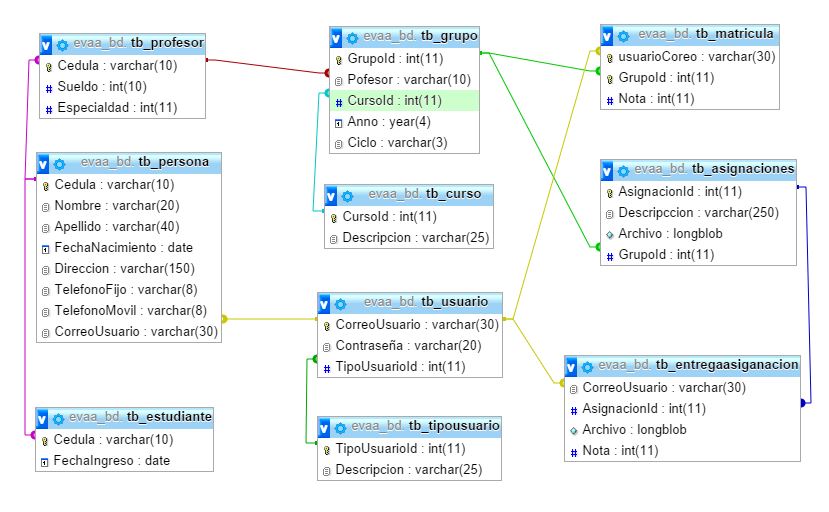 evaa_bd. tb_profesor
Cedula : varchar(10)
Sueldo : int(10)
Especialdad : int(11)
evaa_bd. tb_persona
Cedula : varchar(10)
Nombre : varchar(20)
Apellido : varchar(40)
FechaNacimiento : date
Direccion : varchar(150)
TelefonoFijo : varchar(8)
TelefonoMovil : varchar(8)
CorreoUsuario : varchar(30)
evaa_bd. tb_estudiante
Cedula : varchar(10)
FechaIngreso : date
evaa_bd. tb_grupo
GrupoId : int(11)
Pofesor : varchar(10)
CursoId : int(11)
Anno : year(4)
Ciclo : varchar(3)
evaa_bd. tb_curso
CursoId : int(11)
Descripcion : varchar(25)
evaa_bd. tb_usuario
CorreoUsuario : varchar(30)
Contraseña : varchar(20)
TipoUsuarioId : int(11)
evaa_bd. tb_tipousuario
TipoUsuarioId : int(11)
Descripcion : varchar(25)
evaa_bd. tb_matricula
usuarioCoreo : varchar(30)
GrupoId : int(11)
Nota : int(11)
evaa_bd. tb_asignaciones
AsignacionId : int(11)
Descripccion : varchar(250)
Archivo : longblob
GrupoId : int(11)
evaa_bd. tb_entregaasiganacion
CorreoUsuario : varchar(30)
AsignacionId : int(11)
Archivo : longblob
Nota : int(11)